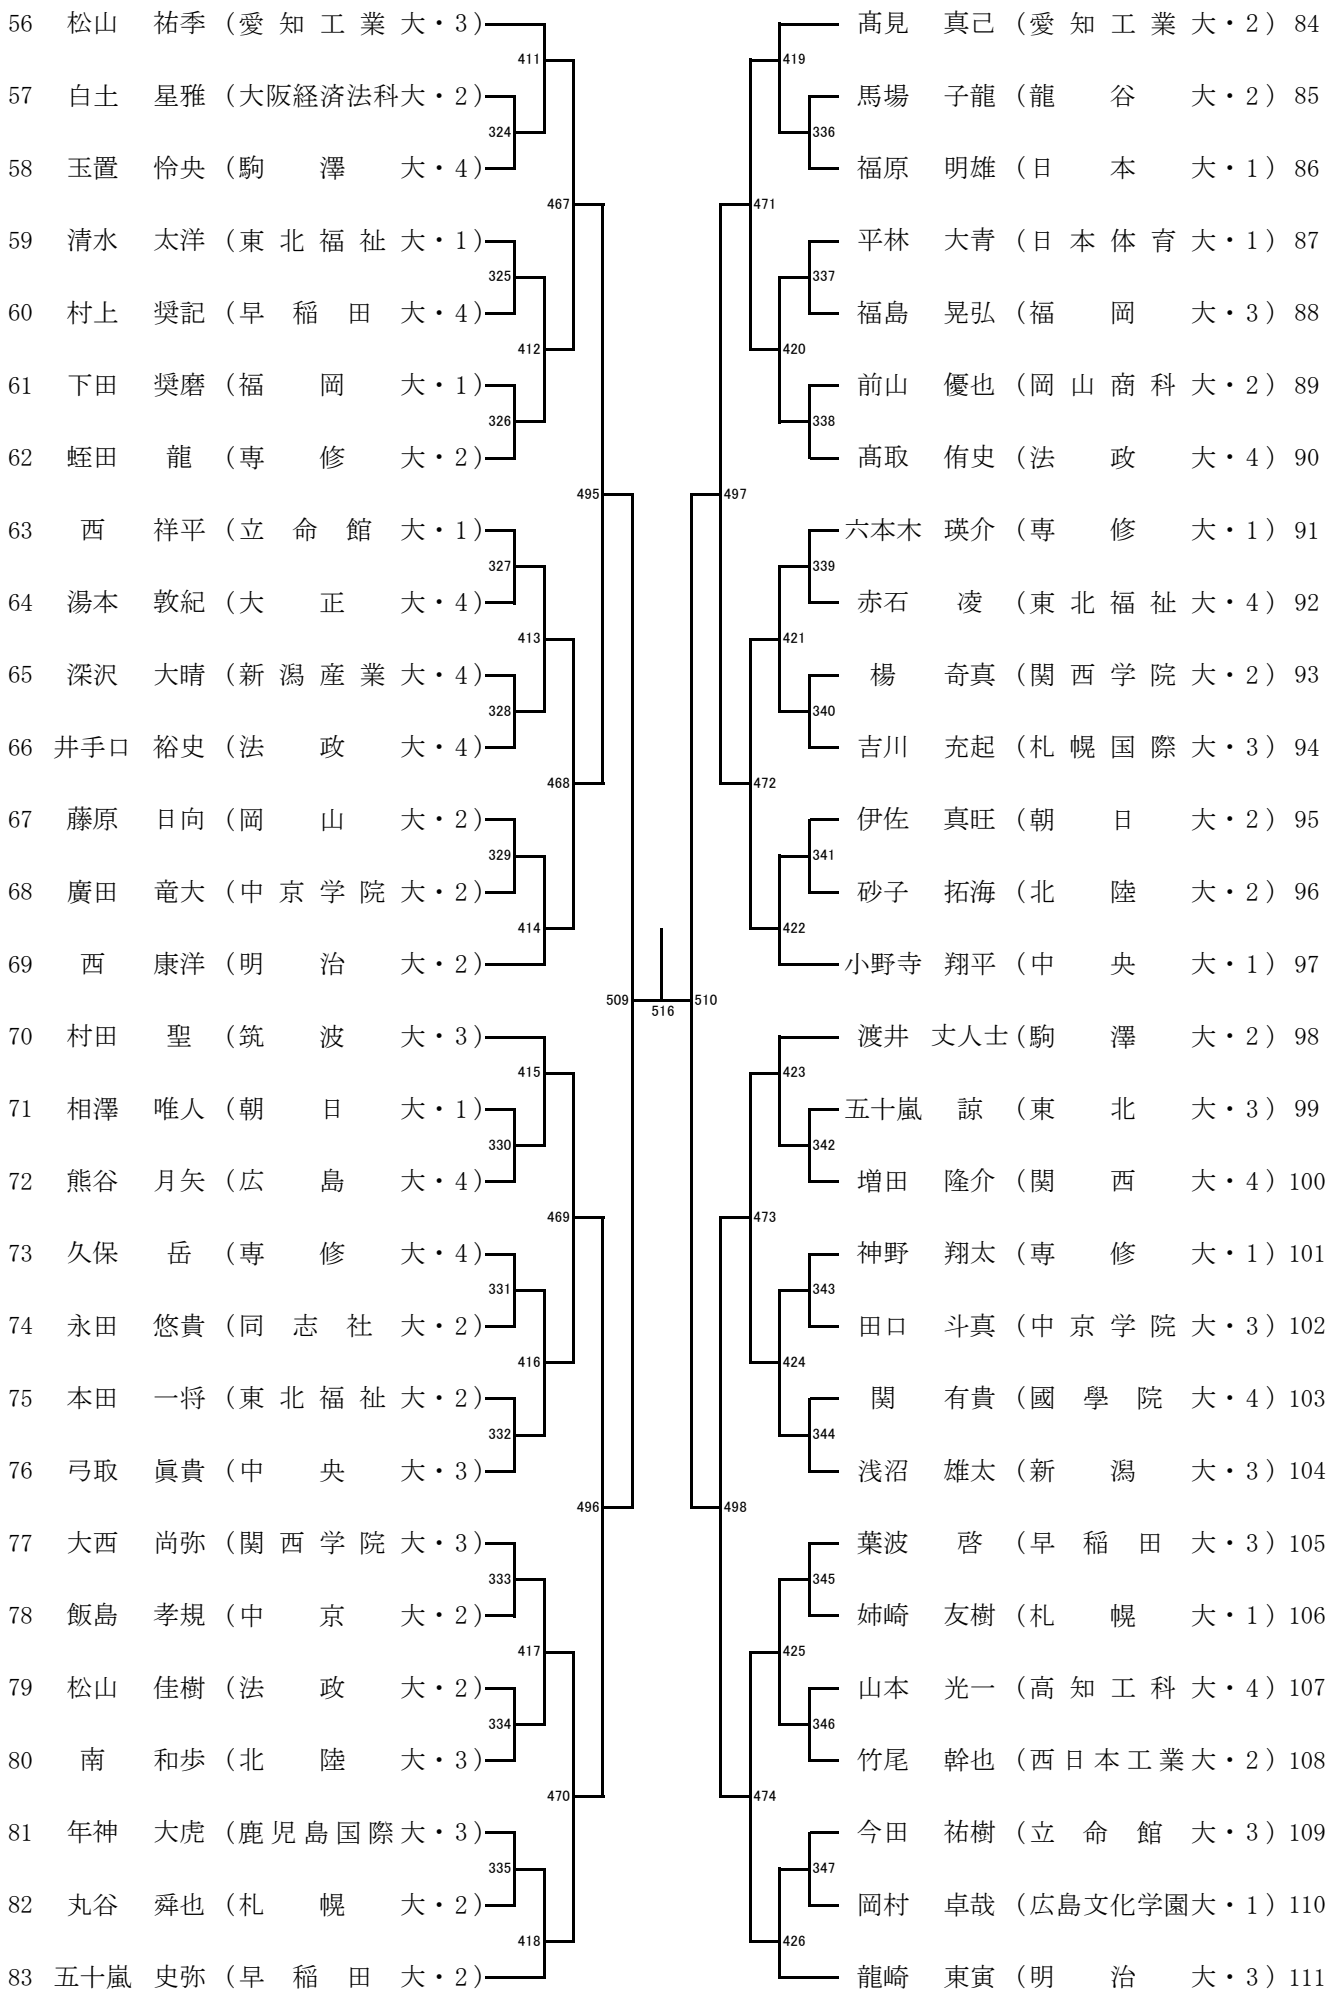 56 松山 祐季 (愛知工業大・3)
411
57 白土 星雅 (大阪経済法科大・2)
324
58 玉置 怜央 (駒澤大・4)
467
59 清水 太洋 (東北福祉大・1)
325
60 村上 奨記 (早稲田大・4)
412
61 下田 奨磨 (福岡大・1)
326
62 蛭田 龍 (専修大・2)
495
63 西 祥平 (立命館大・1)
327
64 湯本 敦紀 (大正大・4)
413
65 深沢 大晴 (新潟産業大・4)
328
66 井手口 裕史 (法政大・4)
468
67 藤原 日向 (岡山大・2)
329
68 廣田 竜大 (中京学院大・2)
414
69 西 康洋 (明治大・2)
509
516
70 村田 聖 (筑波大・3)
415
71 相澤 唯人 (朝日大・1)
330
72 熊谷 月矢 (広島大・4)
469
73 久保 岳 (専修大・4)
331
74 永田 悠貴 (同志社大・2)
416
75 本田 一将 (東北福祉大・2)
332
76 弓取 眞貴 (中央大・3)
496
77 大西 尚弥 (関西学院大・3)
333
78 飯島 孝規 (中京大・2)
417
79 松山 佳樹 (法政大・2)
334
80 南 和歩 (北陸大・3)
470
81 年神 大虎 (鹿児島国際大・3)
335
82 丸谷 舜也 (札幌大・2)
418
83 五十嵐 史弥 (早稲田大・2)
髙見 真己 (愛知工業大・2) 84
419
馬場 子龍 (龍谷大・2) 85
336
福原 明雄 (日本大・1) 86
471
平林 大青 (日本体育大・1) 87
337
福島 晃弘 (福岡大・3) 88
420
前山 優也 (岡山商科大・2) 89
338
髙取 侑史 (法政大・4) 90
497
六本木 瑛介 (専修大・1) 91
339
赤石 凌 (東北福祉大・4) 92
421
楊 奇真 (関西学院大・2) 93
340
吉川 充起 (札幌国際大・3) 94
472
伊佐 真旺 (朝日大・2) 95
341
砂子 拓海 (北陸大・2) 96
422
小野寺 翔平 (中央大・1) 97
510
渡井 丈人士 (駒澤大・2) 98
423
五十嵐 諒 (東北大・3) 99
342
増田 隆介 (関西大・4) 100
473
神野 翔太 (専修大・1) 101
343
田口 斗真 (中京学院大・3) 102
424
関 有貴 (國學院大・4) 103
344
浅沼 雄太 (新潟大・3) 104
498
葉波 啓 (早稲田大・3) 105
345
姉崎 友樹 (札幌大・1) 106
425
山本 光一 (高知工科大・4) 107
346
竹尾 幹也 (西日本工業大・2) 108
474
今田 祐樹 (立命館大・3) 109
347
岡村 卓哉 (広島文化学園大・1) 110
426
龍崎 東寅 (明治大・3) 111